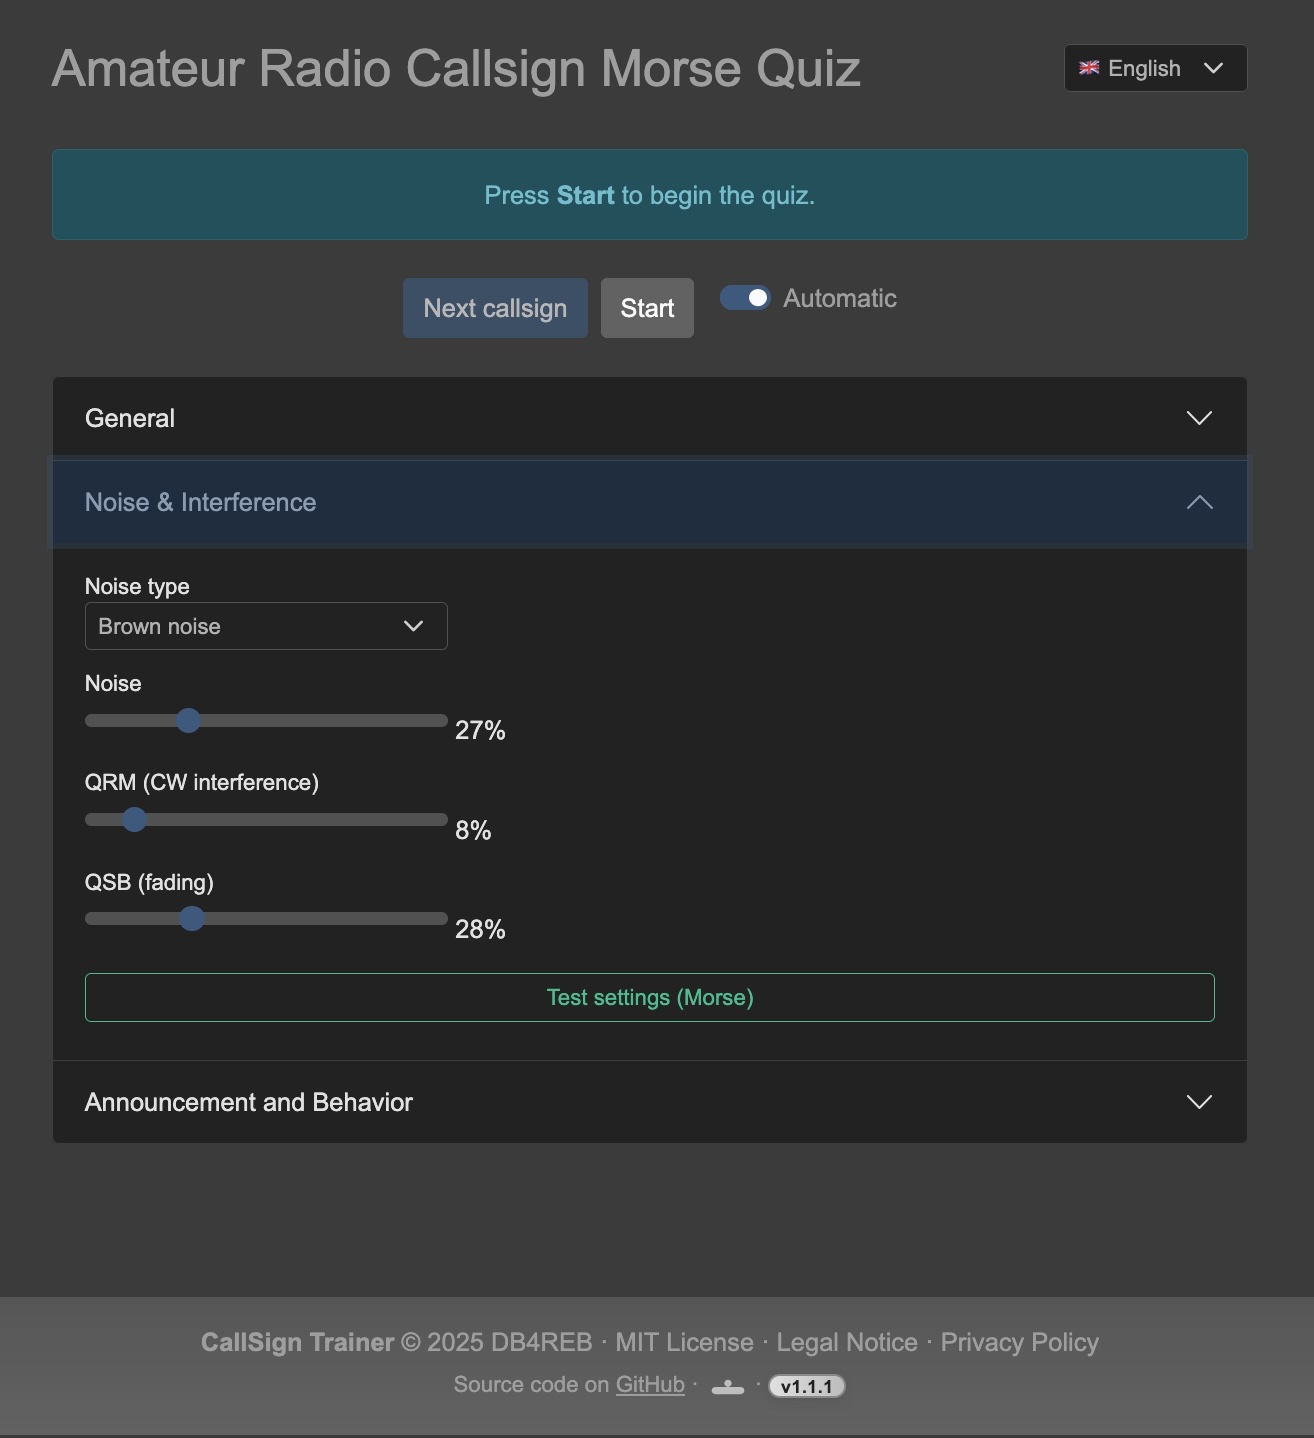 Amateur Radio Callsign Morse Quiz
English
Press Start to begin the quiz.
Next callsign
Start
Automatic
General
Noise & Interference
Noise type
Brown noise
Noise
27%
QRM (CW interference)
8%
QSB (fading)
28%
Test settings (Morse)
Announcement and Behavior
CallSign Trainer © 2025 DB4REB · MIT License · Legal Notice · Privacy Policy
Source code on GitHub · · v1.1.1